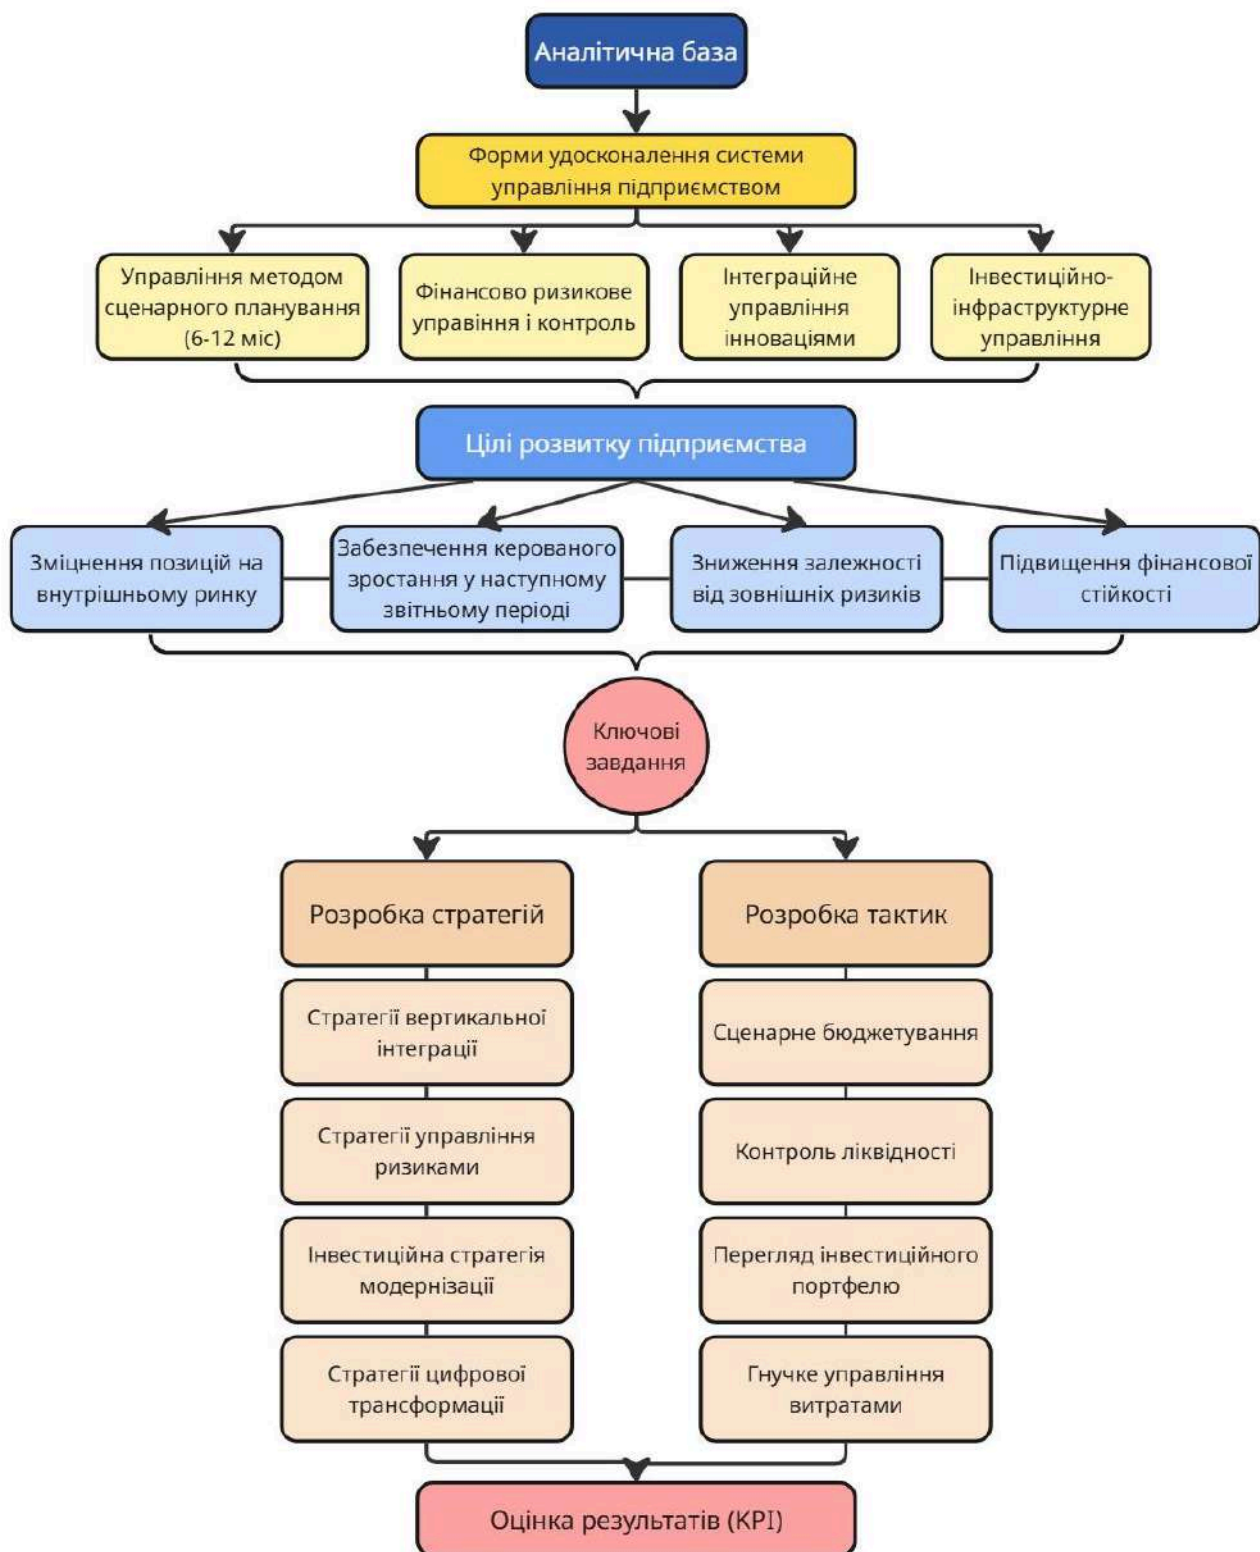 Аналітична база
Форми удосконалення системи
управління підприємством
Управління методом
сценарного планування
(6-12 міс)
Фінансово ризикове
управіння і контроль
Інтеграційне
управління
інноваціями
Інвестиційно-
інфраструктурне
управління
Цілі розвитку підприємства
Зміцнення позицій на
внутрішньому ринку
Забезпечення керованого
зростання у наступному
звітньому періоді
Зниження залежності
від зовнішніх ризиків
Підвищення фінансової
стійкості
Ключові
завдання
Розробка стратегій
Стратегії вертикальної
інтеграції
Стратегії управління
ризиками
Інвестиційна стратегія
модернізації
Стратегії цифрової
трансформації
Розробка тактик
Сценарне бюджетування
Контроль ліквідності
Перегляд інвестиційного
портфелю
Гнучке управління
витратами
Оцінка результатів (KPI)